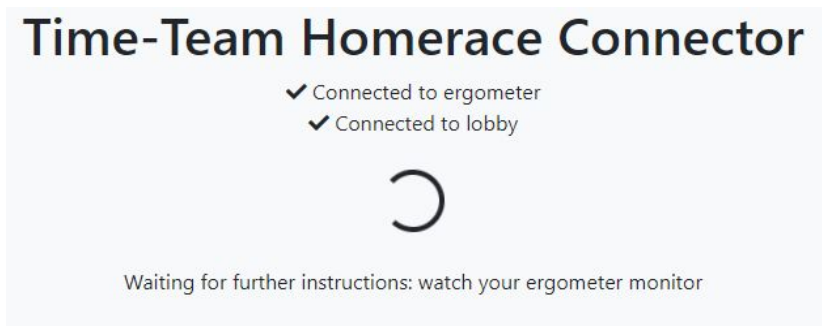 Time-Team Homerace Connector
✔ Connected to ergometer
✔ Connected to lobby
Waiting for further instructions: watch your ergometer monitor